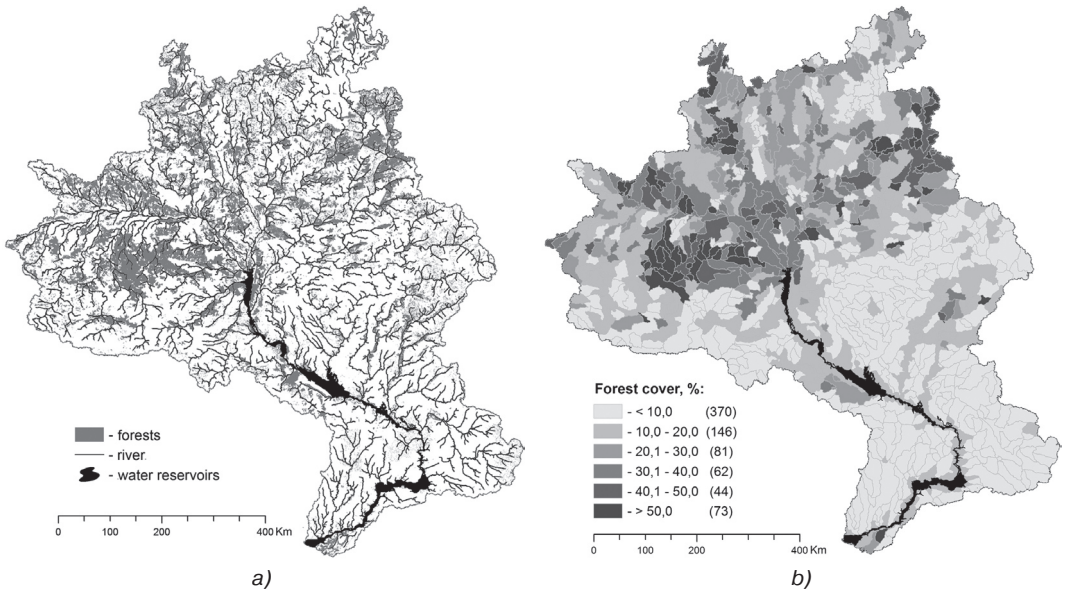 - forests
- river
- water reservoirs
0 100 200 400 Km
a)
Forest cover, %:
- < 10,0 (370)
- 10,0 - 20,0 (146)
- 20,1 - 30,0 (81)
- 30,1 - 40,0 (62)
- 40,1 - 50,0 (44)
- > 50,0 (73)
0 100 200 400 Km
b)